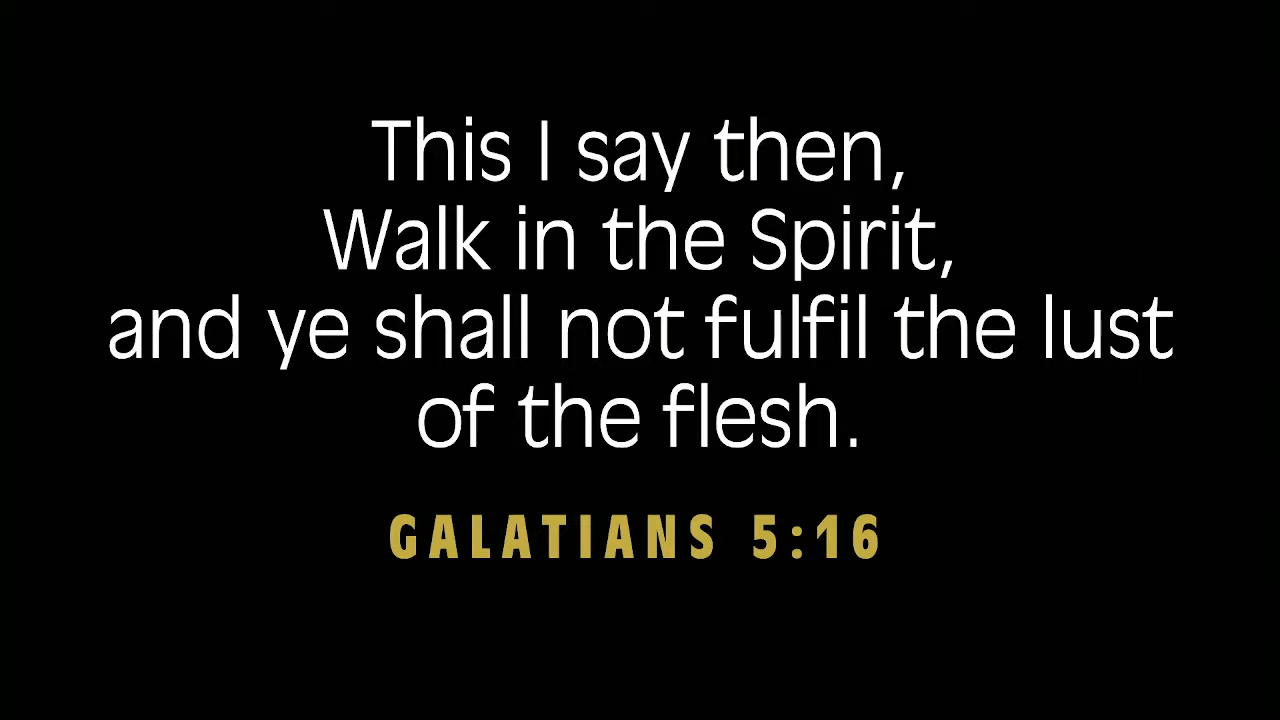 This I say then,
Walk in the Spirit,
and ye shall not fulfil the lust
of the flesh.
GALATIANS 5:16